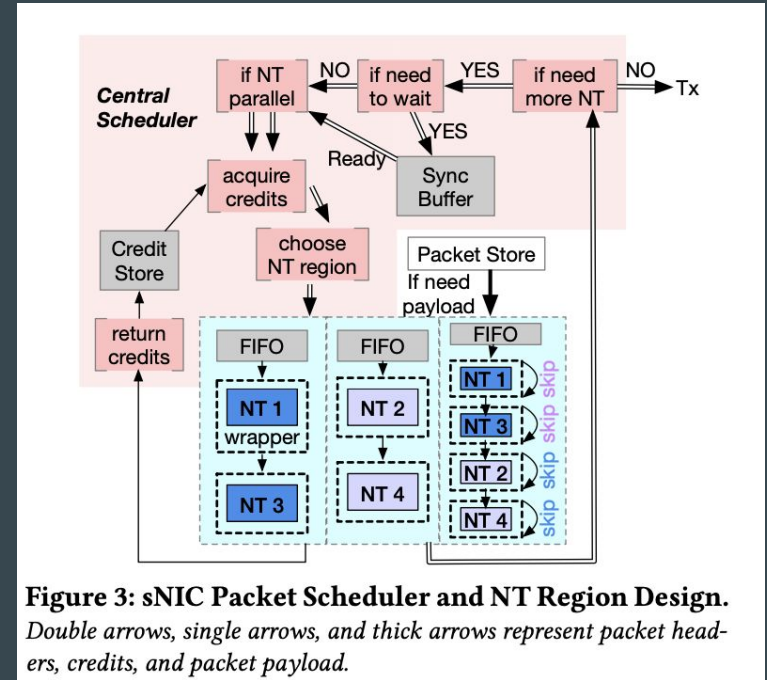 Central
Scheduler
if NT
parallel
NO
if need
to wait
YES
if need
more NT
NO
Tx
YES
Ready
Sync
Buffer
acquire
credits
Credit
Store
choose
NT region
Packet Store
If need
payload
return
credits
FIFO
NT 1
wrapper
NT 3
FIFO
NT 2
NT 4
FIFO
NT 1
skip
NT 3
skip
NT 2
skip
NT 4
skip
Figure 3: sNIC Packet Scheduler and NT Region Design.
Double arrows, single arrows, and thick arrows represent packet head-
ers, credits, and packet payload.